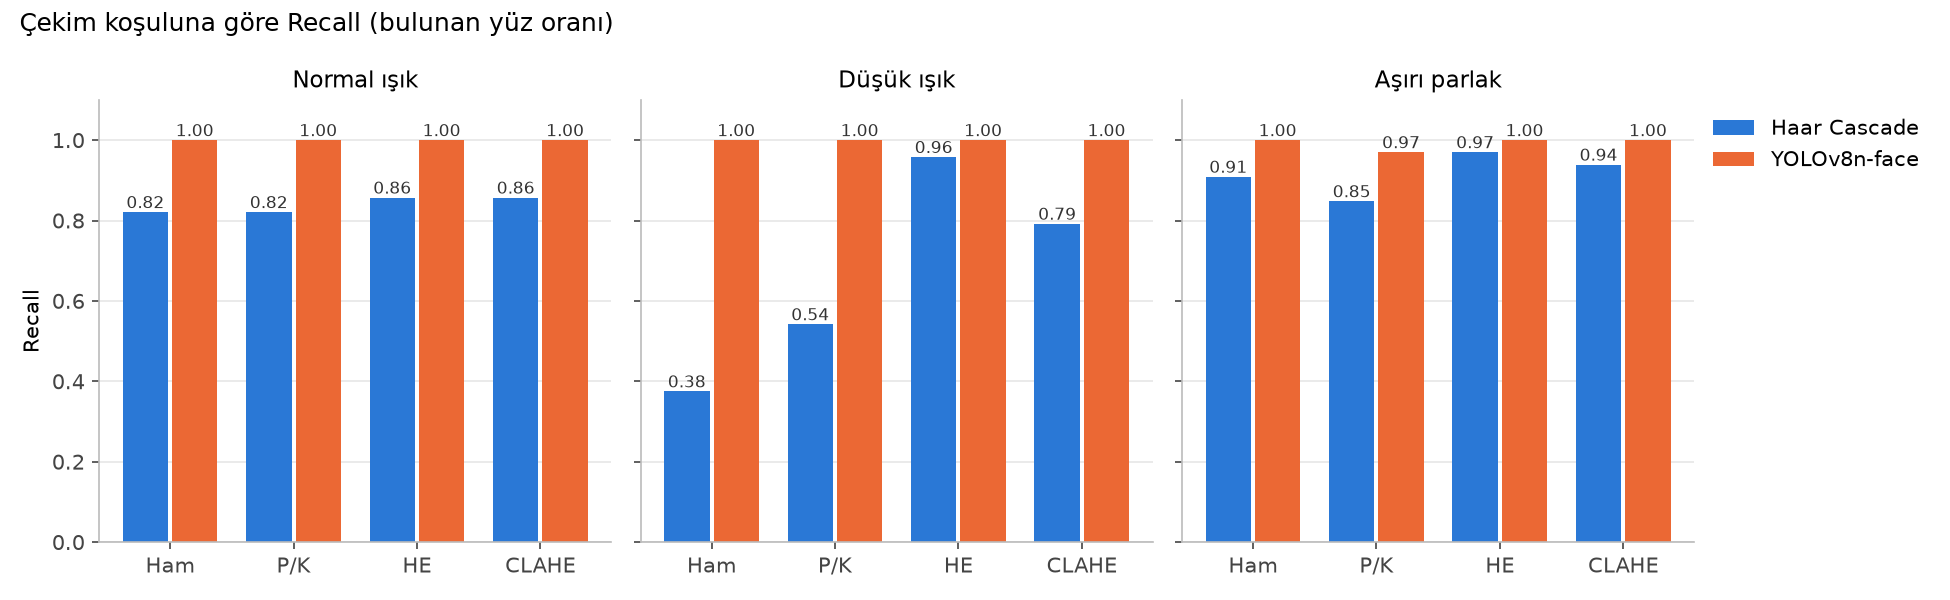 Çekim koşuluna göre Recall (bulunan yüz oranı)
Normal ışık
Düşük ışık
Aşırı parlak
Haar Cascade
YOLOv8n-face
Recall
1.0
0.8
0.6
0.4
0.2
0.0
0.82 1.00 0.82 1.00 0.86 1.00 0.86 1.00
0.38 1.00 0.54 1.00 0.96 1.00 0.79 1.00
0.91 1.00 0.85 0.97 0.97 1.00 0.94 1.00
Ham P/K HE CLAHE
Ham P/K HE CLAHE
Ham P/K HE CLAHE